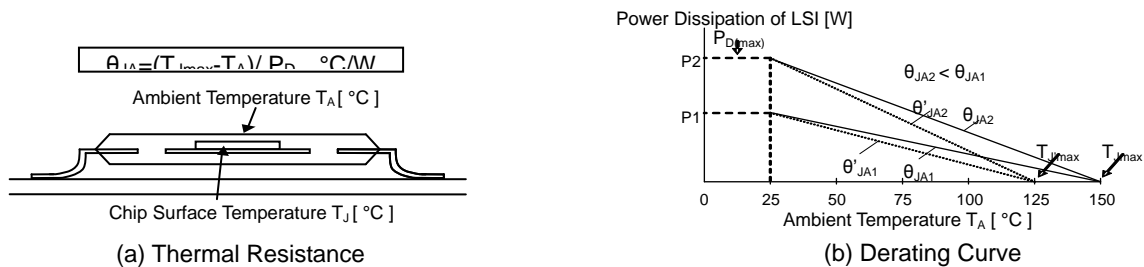 θJA=(TJmax-TA)/ PD °C/W
Ambient Temperature TA [ °C ]
Chip Surface Temperature TJ [ °C ]
(a) Thermal Resistance
Power Dissipation of LSI [W]
PD(max)
P2
θJA2 < θJA1
θ'JA2
θJA2
P1
θ'JA1
θJA1
TJ'max
TJmax
0 25 50 75 100 125 150
Ambient Temperature TA [ °C ]
(b) Derating Curve